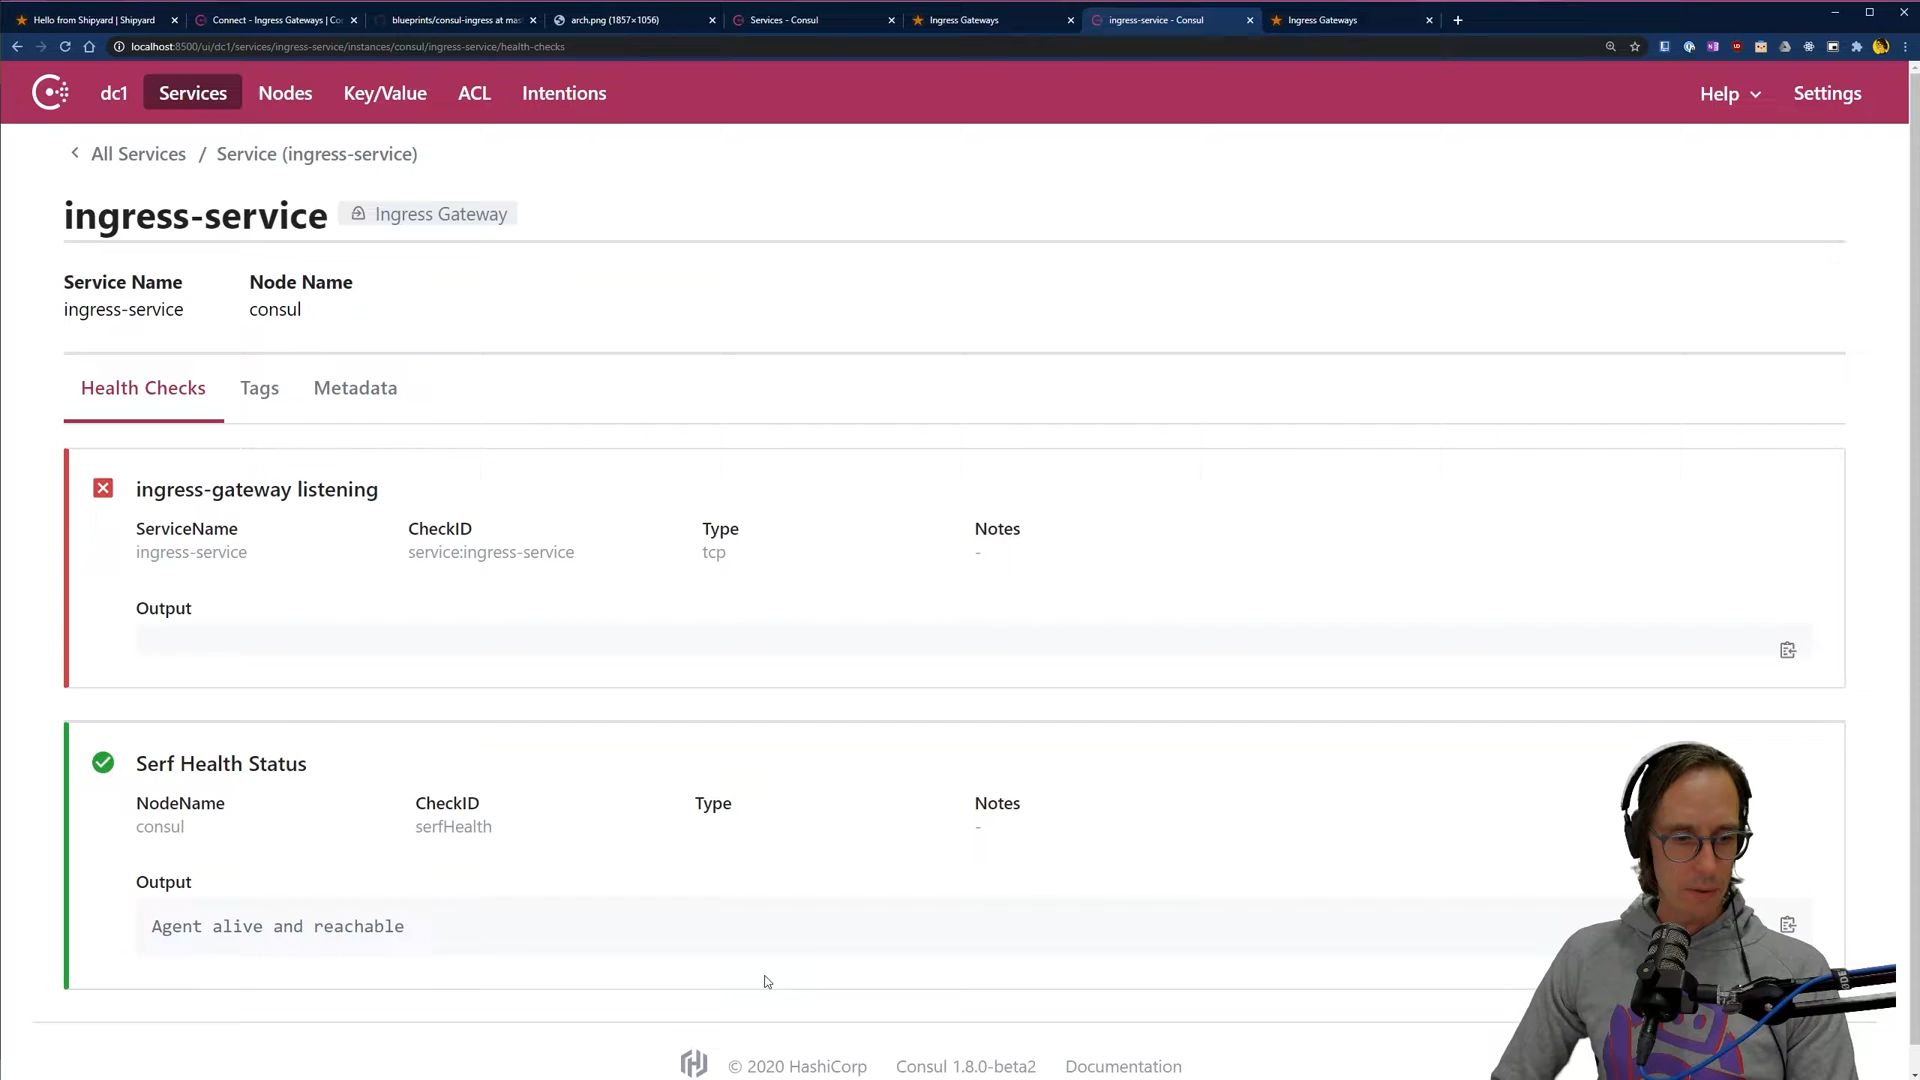 Hello from Shipyard | Shipyard
Connect - Ingress Gateways | Co
blueprints/consul-ingress at mas
arch.png (1857×1056)
Services - Consul
Ingress Gateways
ingress-service - Consul
Ingress Gateways
localhost:8500/ui/dc1/services/ingress-service/instances/consul/ingress-service/health-checks
dc1 Services Nodes Key/Value ACL Intentions Help Settings
All Services / Service (ingress-service)
ingress-service Ingress Gateway
Service Name Node Name
ingress-service consul
Health Checks Tags Metadata
ingress-gateway listening
ServiceName CheckID Type Notes
ingress-service service:ingress-service tcp -
Output
Serf Health Status
NodeName CheckID Type Notes
consul serfHealth -
Output
Agent alive and reachable
© 2020 HashiCorp Consul 1.8.0-beta2 Documentation